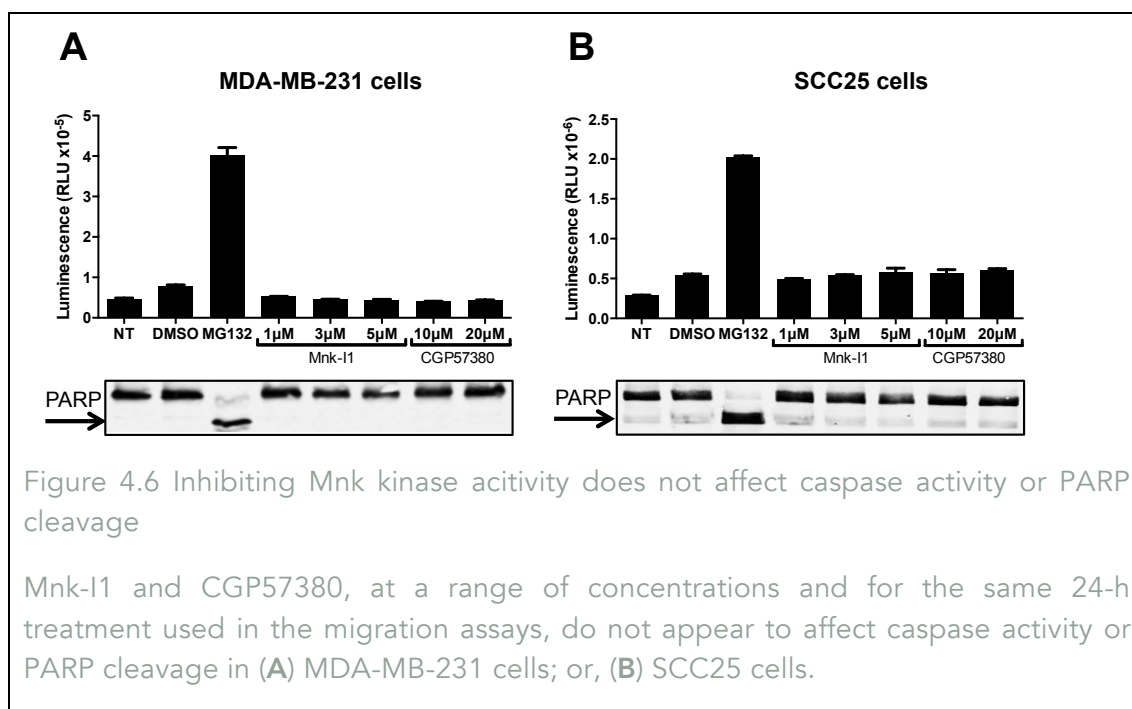 A
MDA-MB-231 cells
Luminescence (RLU x10-5)
5
4
3
2
1
0
NT DMSO MG132 1µM 3µM 5µM 10µM 20µM
Mnk-I1 CGP57380
PARP
B
SCC25 cells
Luminescence (RLU x10-6)
2.5
2.0
1.5
1.0
0.5
0.0
NT DMSO MG132 1µM 3µM 5µM 10µM 20µM
Mnk-I1 CGP57380
PARP
Figure 4.6 Inhibiting Mnk kinase acitivity does not affect caspase activity or PARP
cleavage
Mnk-I1 and CGP57380, at a range of concentrations and for the same 24-h
treatment used in the migration assays, do not appear to affect caspase activity or
PARP cleavage in (A) MDA-MB-231 cells; or, (B) SCC25 cells.